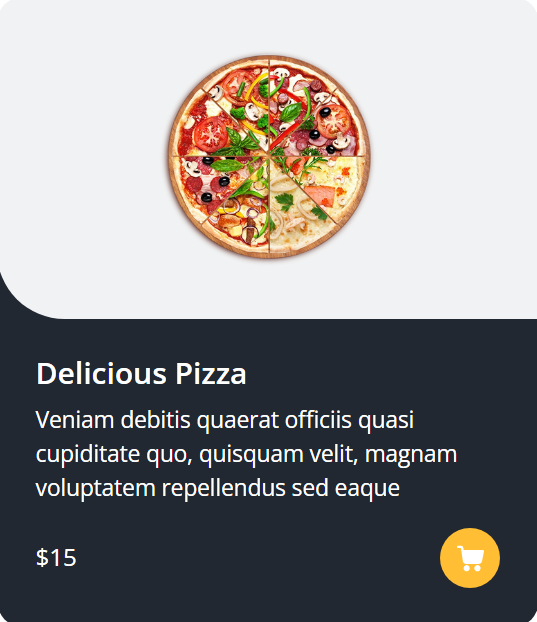 Delicious Pizza
Veniam debitis quaerat officiis quasi
cupiditate quo, quisquam velit, magnam
voluptatem repellendus sed eaque
$15